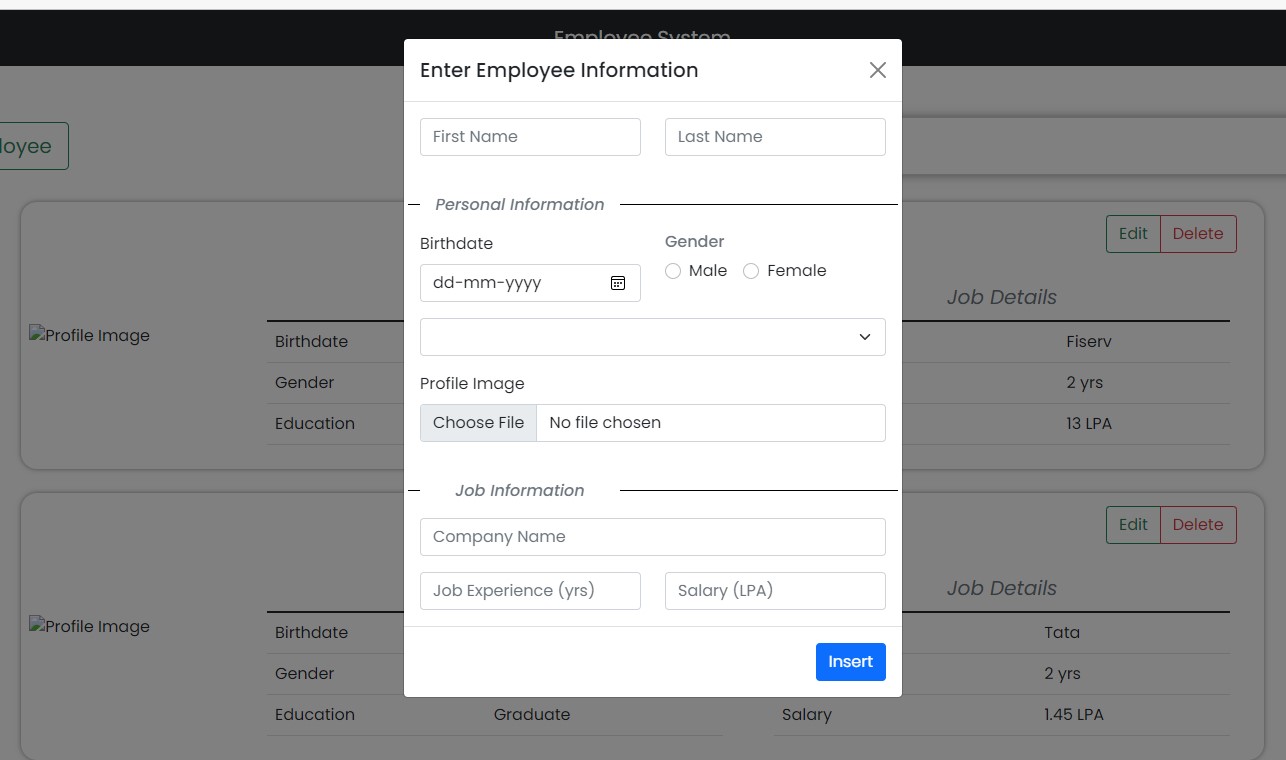 Employee System
Enter Employee Information
First Name Last Name
loyee
Personal Information
Birthdate Gender
dd-mm-yyyy Male Female
Profile Image
Choose File No file chosen
Job Information
Company Name
Job Experience (yrs) Salary (LPA)
Insert
Edit Delete
Job Details
Profile Image
Birthdate Fiserv
Gender 2 yrs
Education 13 LPA
Edit Delete
Job Details
Profile Image
Birthdate Tata
Gender 2 yrs
Education Graduate Salary 1.45 LPA